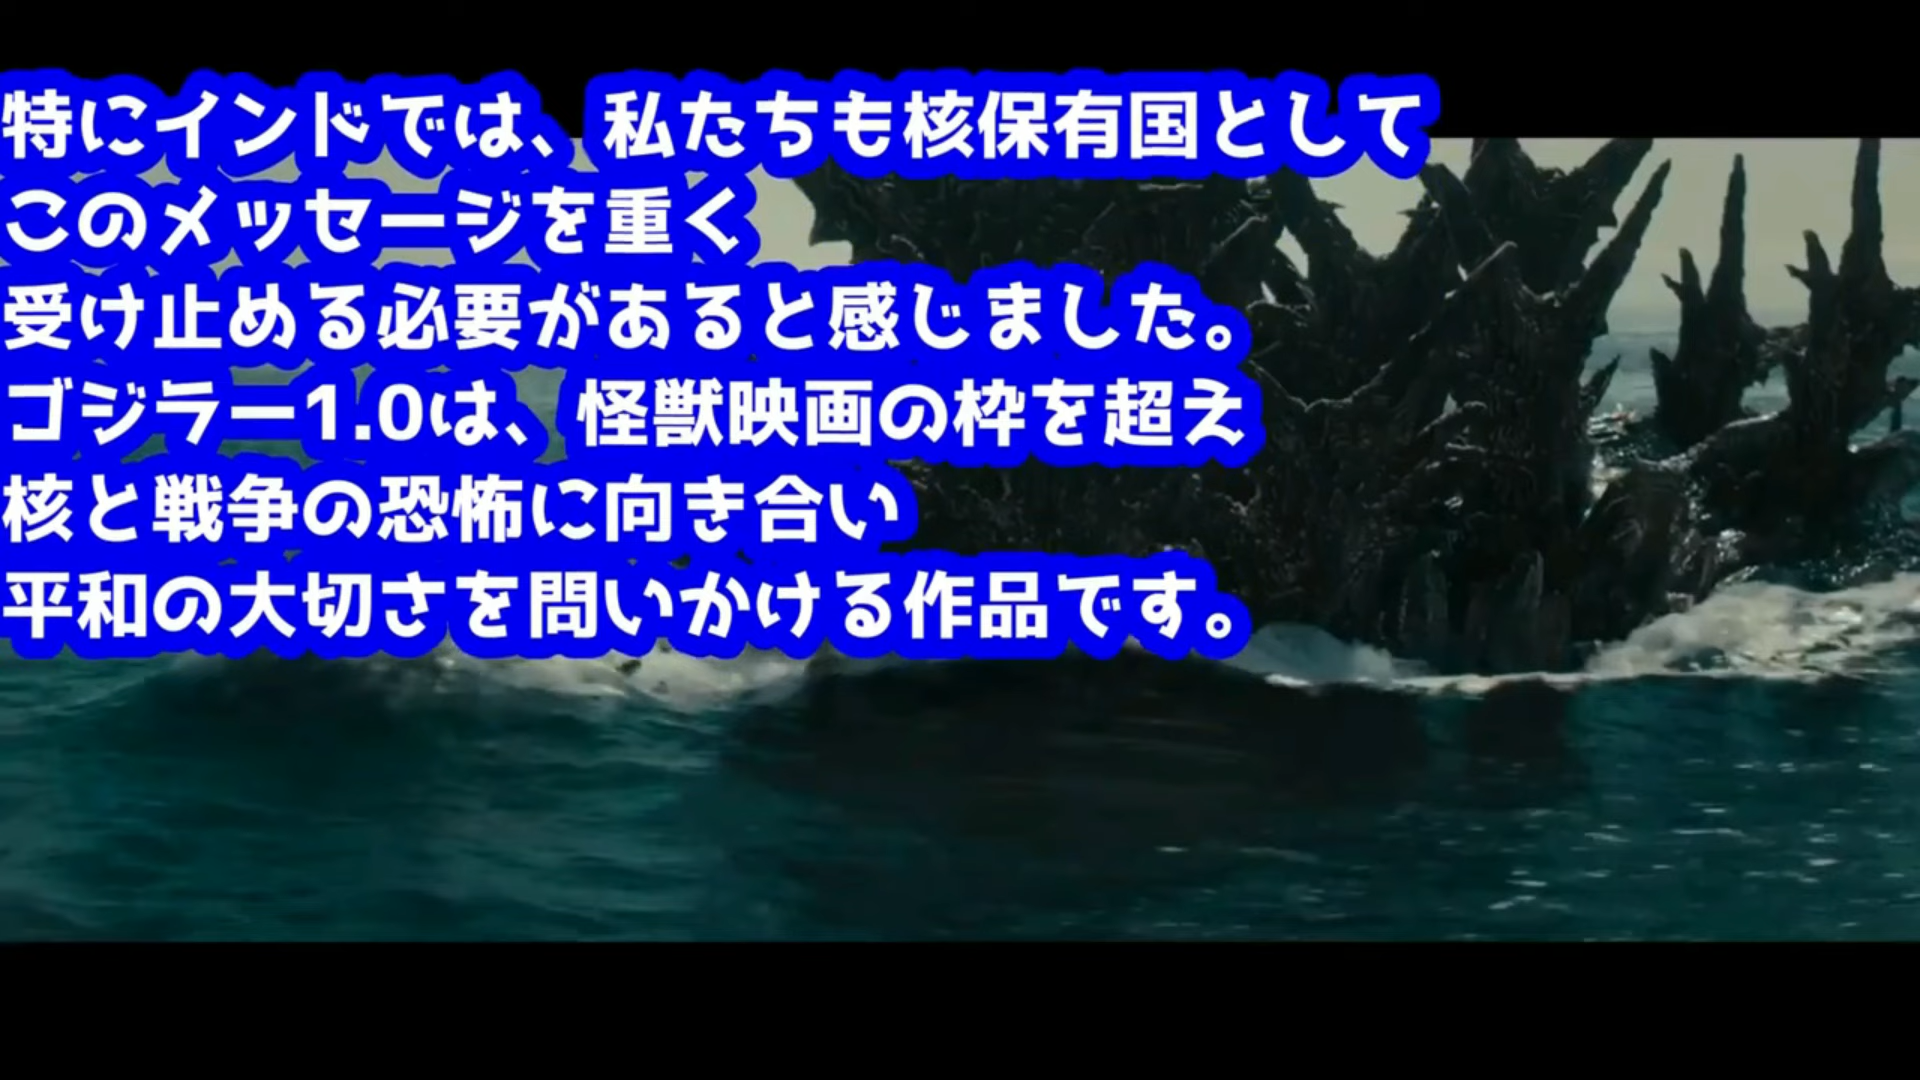 特にインドでは、私たちも核保有国として
このメッセージを重く
受け止める必要があると感じました。
ゴジラー1.0は、怪獣映画の枠を超え
核と戦争の恐怖に向き合い
平和の大切さを問いかける作品です。